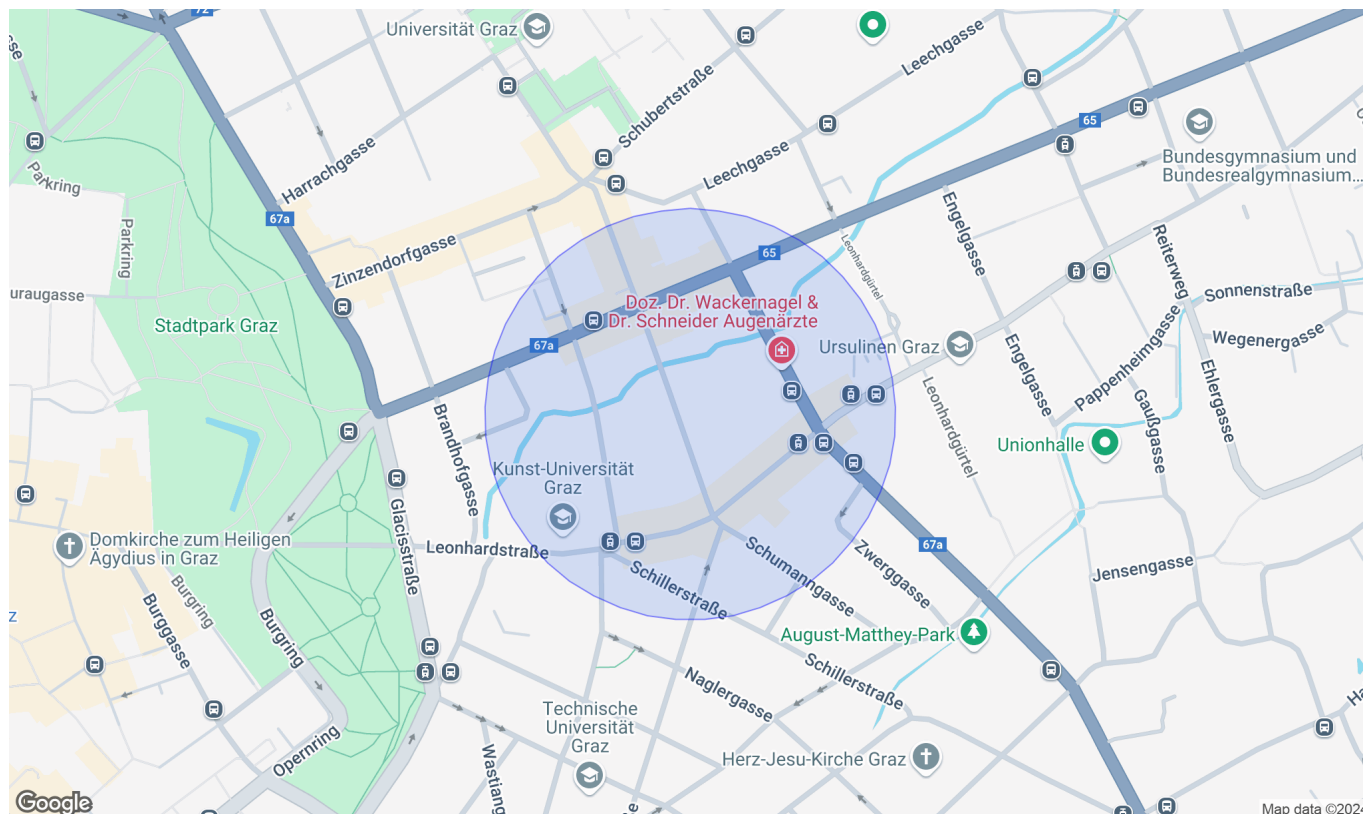 72
Universität Graz
Leechgasse
Schubertstraße
65
Bundesgymnasium und
Bundesrealgymnasium...
Parkring
Harrachgasse
Leechgasse
67a
Parkring
Zinzendorfgasse
65
Engelgasse
Leonhardgürtel
Reiterweg
Sonnenstraße
Wegenergasse
uraugasse
Stadtpark Graz
Doz. Dr. Wackernagel &
Dr. Schneider Augenärzte
67a
Ursulinen Graz
Engelgasse
Pappenheimgasse
Ehlergasse
Gaußgasse
Brandhofgasse
Leonhardgürtel
Unionhalle
Kunst-Universität
Graz
Glacisstraße
Domkirche zum Heiligen
Ägydius in Graz
Leonhardstraße
67a
Schumanngasse
Zwerggasse
Jensengasse
Schillerstraße
Burgring
Burggasse
z
Burgring
August-Matthey-Park
Schillerstraße
Naglergasse
Technische
Universität
Graz
Opernring
Wastiang
Herz-Jesu-Kirche Graz
Google
Map data ©2024